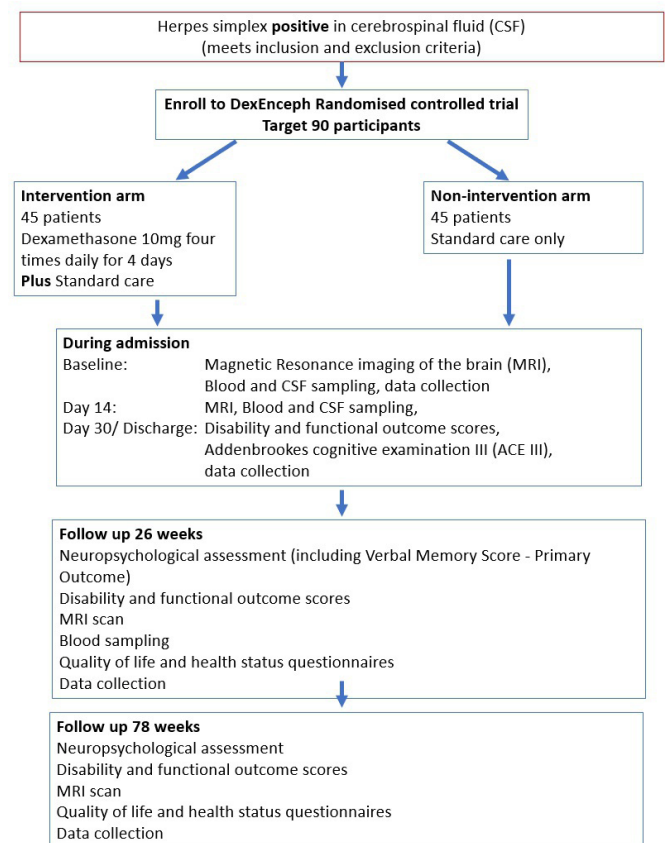 Herpes simplex positive in cerebrospinal fluid (CSF)
(meets inclusion and exclusion criteria)
Enroll to DexEnceph Randomised controlled trial
Target 90 participants
Intervention arm
45 patients
Dexamethasone 10mg four
times daily for 4 days
Plus Standard care
Non-intervention arm
45 patients
Standard care only
During admission
Baseline: Magnetic Resonance imaging of the brain (MRI),
Blood and CSF sampling, data collection
Day 14: MRI, Blood and CSF sampling,
Day 30/ Discharge: Disability and functional outcome scores,
Addenbrookes cognitive examination III (ACE III),
data collection
Follow up 26 weeks
Neuropsychological assessment (including Verbal Memory Score - Primary
Outcome)
Disability and functional outcome scores
MRI scan
Blood sampling
Quality of life and health status questionnaires
Data collection
Follow up 78 weeks
Neuropsychological assessment
Disability and functional outcome scores
MRI scan
Quality of life and health status questionnaires
Data collection